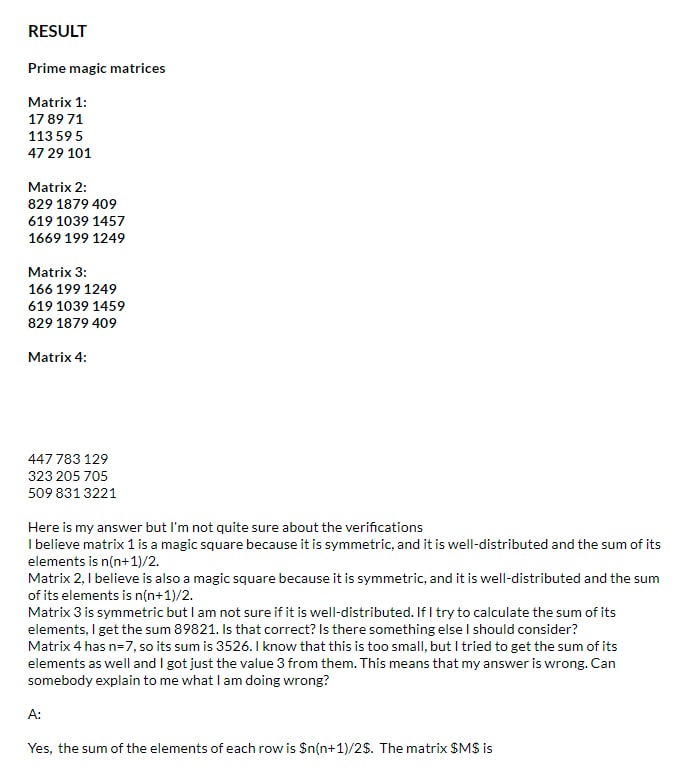 RESULT
Prime magic matrices
Matrix 1:
17 89 71
113 59 5
47 29 101
Matrix 2:
829 1879 409
619 1039 1457
1669 199 1249
Matrix 3:
166 199 1249
619 1039 1459
829 1879 409
Matrix 4:
447 783 129
323 205 705
509 831 3221
Here is my answer but I'm not quite sure about the verifications
I believe matrix 1 is a magic square because it is symmetric, and it is well-distributed and the sum of its
elements is n(n+1)/2.
Matrix 2, I believe is also a magic square because it is symmetric, and it is well-distributed and the sum
of its elements is n(n+1)/2.
Matrix 3 is symmetric but I am not sure if it is well-distributed. If I try to calculate the sum of its
elements, I get the sum 89821. Is that correct? Is there something else I should consider?
Matrix 4 has n=7, so its sum is 3526. I know that this is too small, but I tried to get the sum of its
elements as well and I got just the value 3 from them. This means that my answer is wrong. Can
somebody explain to me what I am doing wrong?
A:
Yes, the sum of the elements of each row is $n(n+1)/2$. The matrix $M$ is